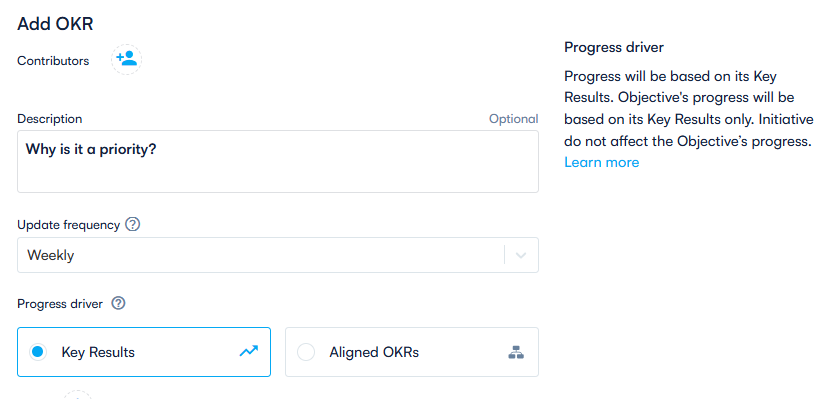 Add OKR
Contributors
Description
Optional
Why is it a priority?
Update frequency
Weekly
Progress driver
Key Results
Aligned OKRs
Progress driver
Progress will be based on its Key
Results. Objective's progress will be
based on its Key Results only. Initiative
do not affect the Objective's progress.
Learn more